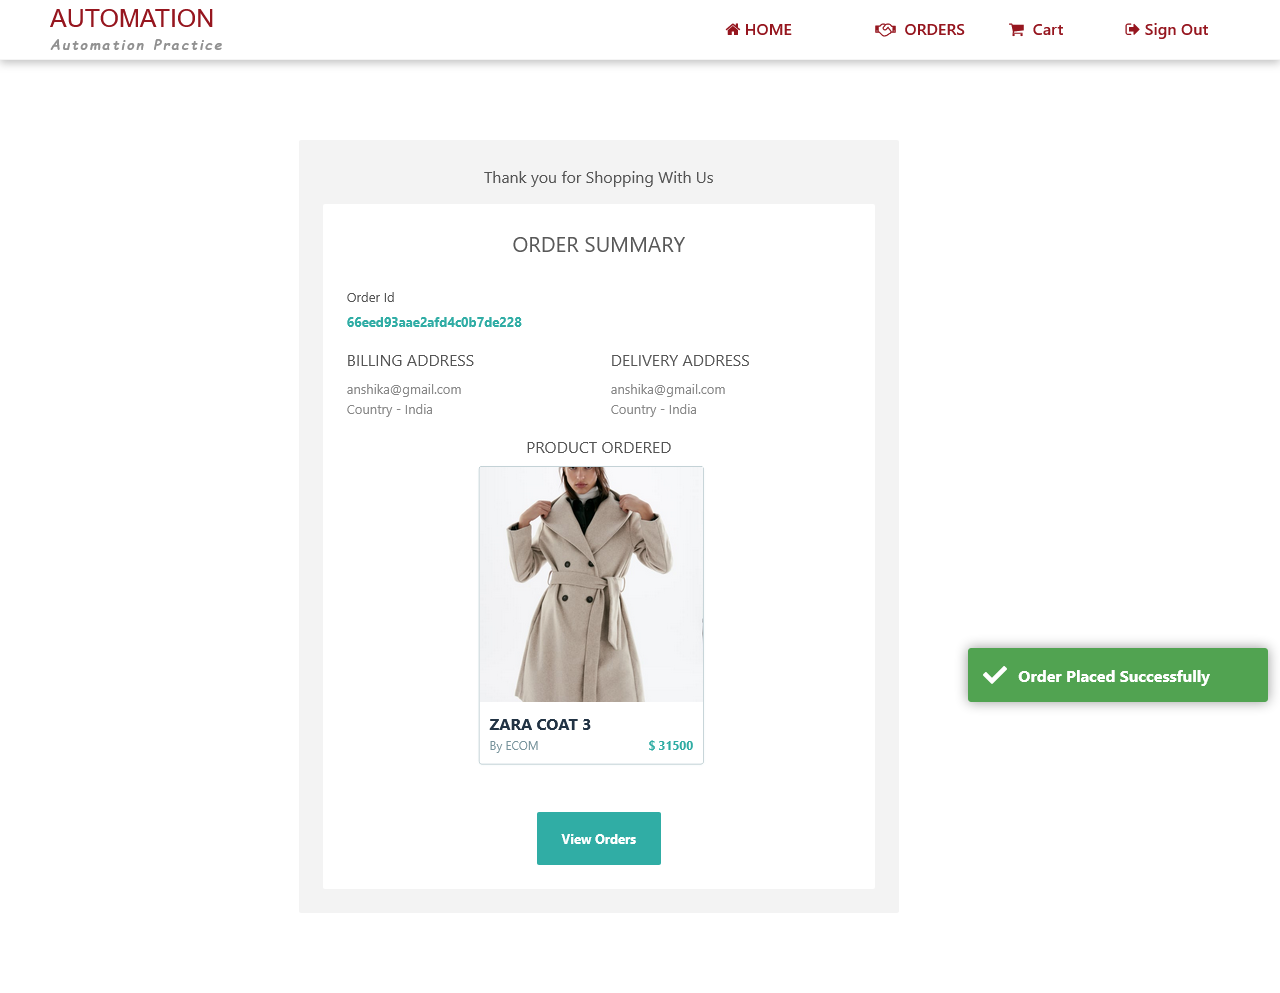 AUTOMATION
Automation Practice
HOME
ORDERS
Cart
Sign Out
Thank you for Shopping With Us
ORDER SUMMARY
Order Id
66eed93aae2afd4c0b7de228
BILLING ADDRESS
anshika@gmail.com
Country - India
DELIVERY ADDRESS
anshika@gmail.com
Country - India
PRODUCT ORDERED
ZARA COAT 3
By ECOM
$ 31500
View Orders
Order Placed Successfully